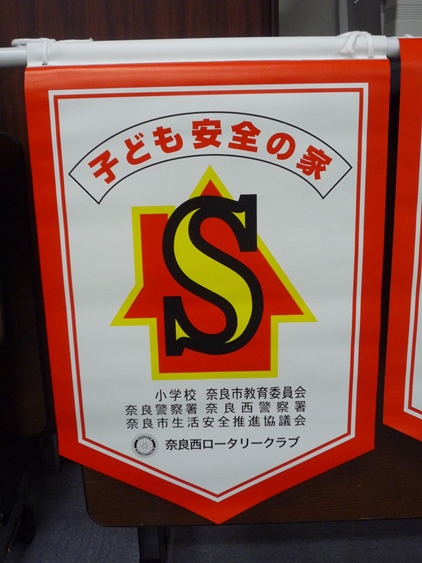 子ども安全の家
S
小学校 奈良市教育委員会
奈良警察署 奈良西警察署
奈良市生活安全推進協議会
奈良西ロータリークラブ